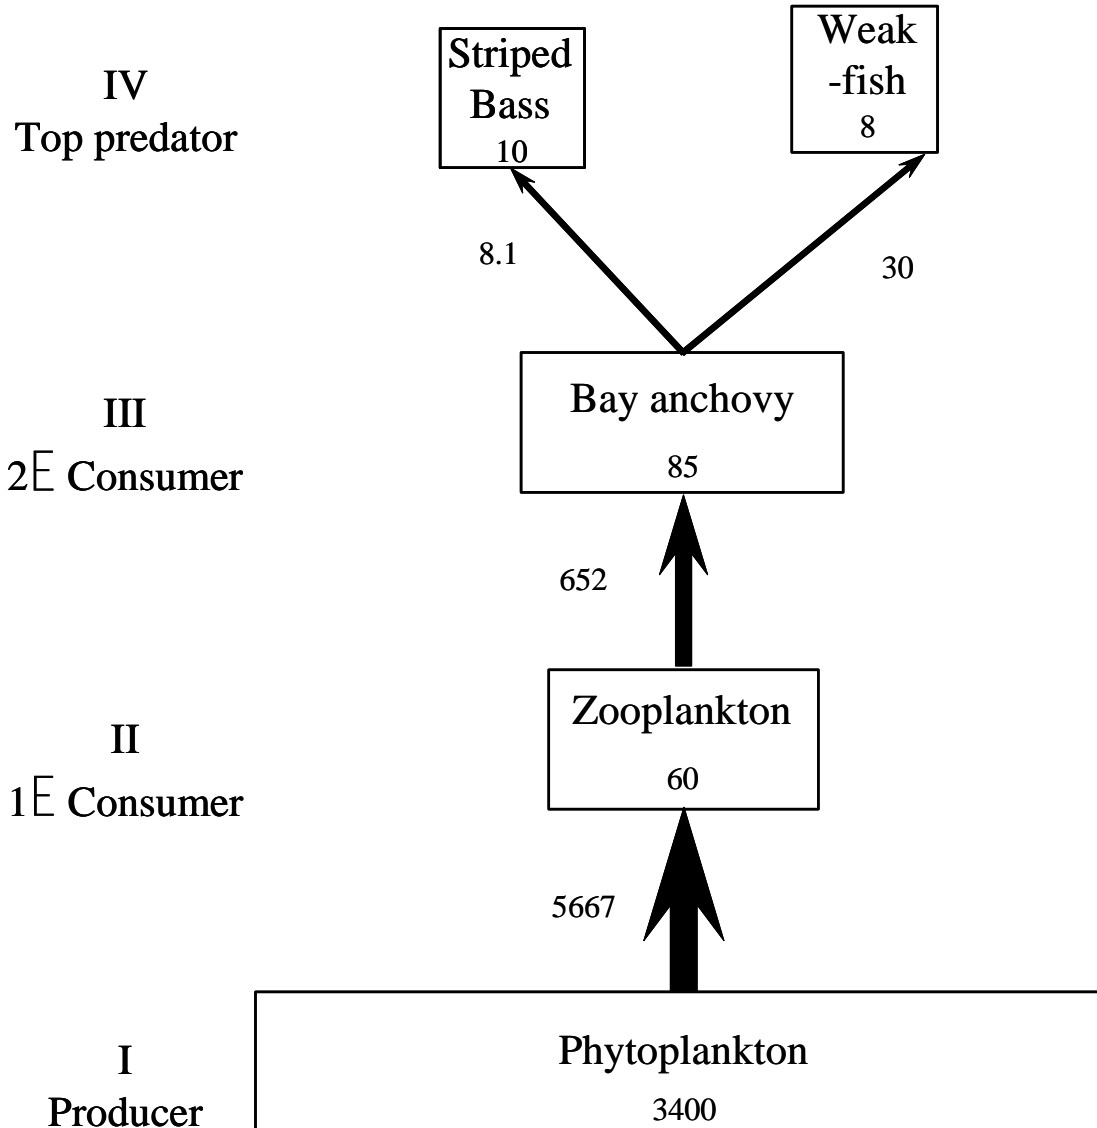 IV
Top predator
Striped
Bass
10
Weak
-fish
8
8.1
30
III
2E Consumer
Bay anchovy
85
652
II
1E Consumer
Zooplankton
60
5667
I
Producer
Phytoplankton
3400